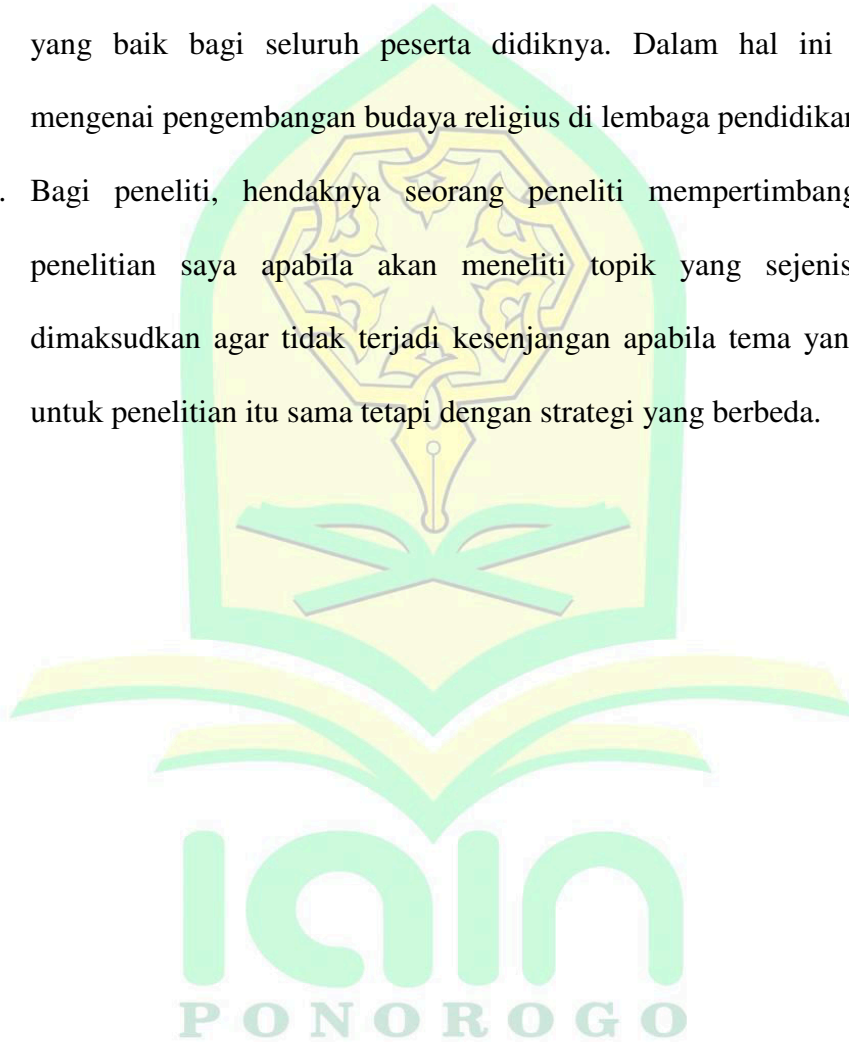 yang baik bagi seluruh peserta didiknya. Dalam hal ini
mengenai pengembangan budaya religius di lembaga pendidikan
. Bagi peneliti, hendaknya seorang peneliti mempertimbang
penelitian saya apabila akan meneliti topik yang sejenis
dimaksudkan agar tidak terjadi kesenjangan apabila tema yan
untuk penelitian itu sama tetapi dengan strategi yang berbeda.
iain
PONOROGO